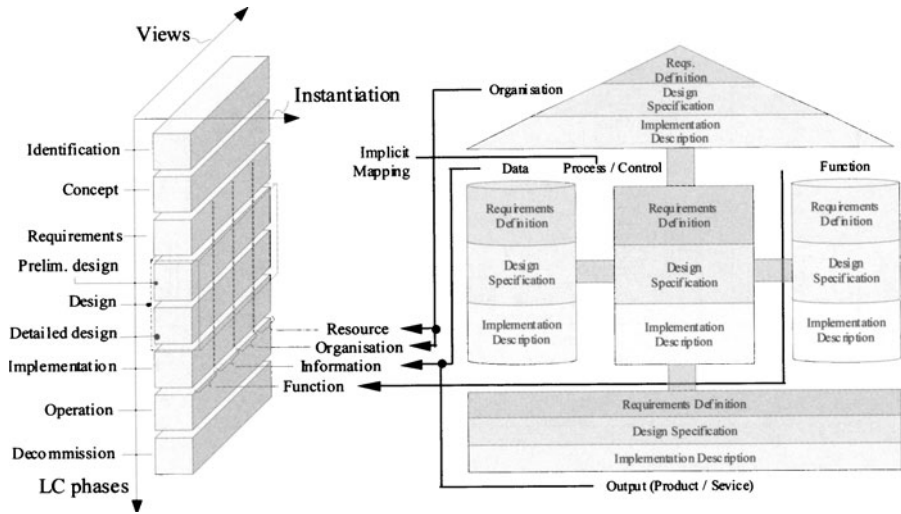 Views
Instantiation
Identification
Concept
Requirements
Prelim. design
Design
Detailed design
Implementation
Operation
Decommission
LC phases
Resource
Organisation
Information
Function
Organisation
Implicit
Mapping
Data
Process / Control
Function
Reqs.
Definition
Design
Specification
Implementation
Description
Requirements
Definition
Design
Specification
Implementation
Description
Requirements
Definition
Design
Specification
Implementation
Description
Requirements
Definition
Design
Specification
Implementation
Description
Requirements Definition
Design Specification
Implementation Description
Output (Product / Sevice)